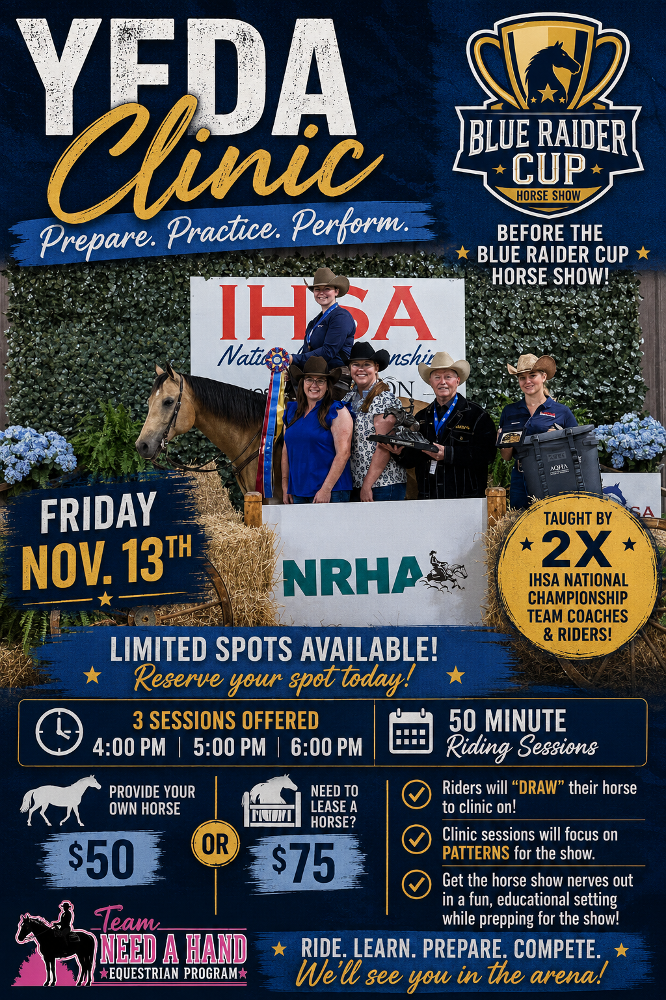 YEDA
Clinic
Prepare. Practice. Perform.
BLUE RAIDER
CUP
HORSE SHOW
BEFORE THE
BLUE RAIDER CUP
HORSE SHOW!
IHSA
ON
AQHA
SA
FRIDAY
NOV. 13TH
NRHA
TAUGHT BY
2X
IHSA NATIONAL
CHAMPIONSHIP
TEAM COACHES
& RIDERS!
LIMITED SPOTS AVAILABLE!
Reserve your spot today!
3 SESSIONS OFFERED
4:00 PM | 5:00 PM | 6:00 PM
50 MINUTE
Riding Sessions
PROVIDE YOUR
OWN HORSE
$50
OR
NEED TO
LEASE A
HORSE?
$75
Riders will “DRAW” their horse
to clinic on!
Clinic sessions will focus on
PATTERNS for the show.
Get the horse show nerves out
in a fun, educational setting
while prepping for the show!
Team
NEED A HAND
EQUESTRIAN PROGRAM
RIDE. LEARN. PREPARE. COMPETE.
We'll see you in the arena!